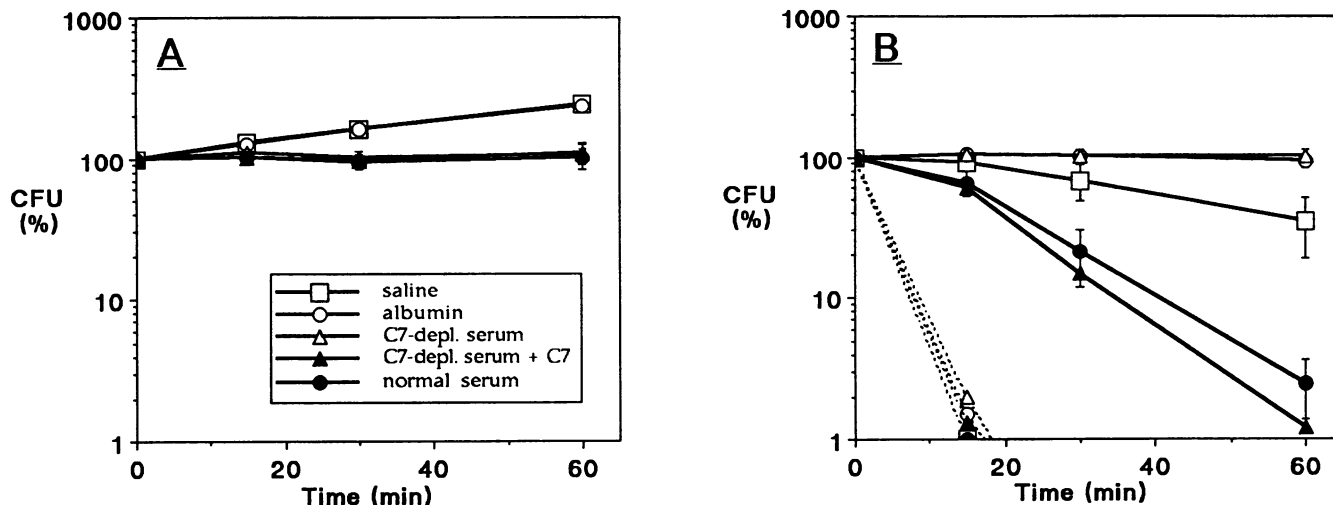 A
1000
100
10
1
CFU
(%)
saline
albumin
C7-depl. serum
C7-depl. serum + C7
normal serum
0 20 40 60
Time (min)
B
1000
100
10
1
CFU
(%)
0 20 40 60
Time (min)